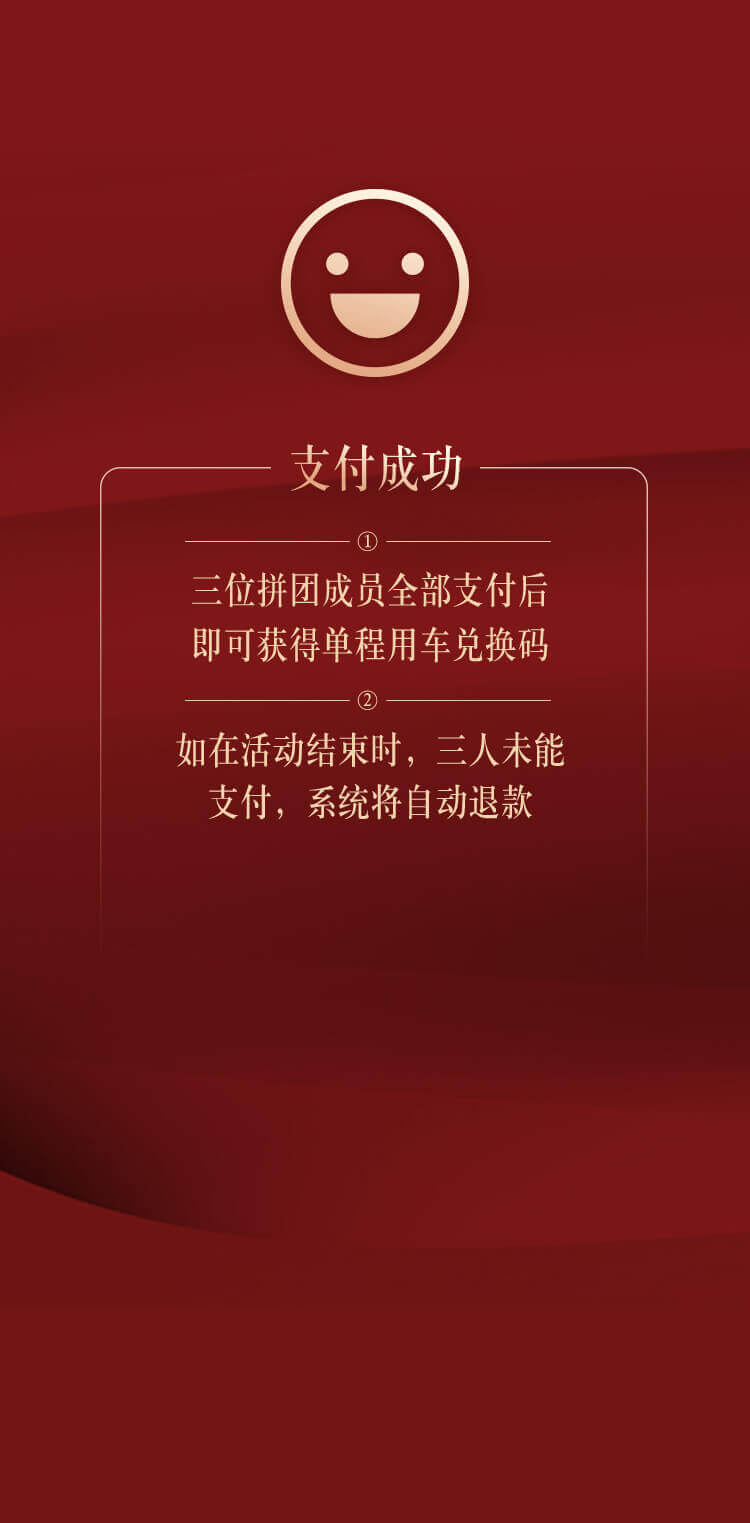 支付成功
①
三位拼团成员全部支付后
即可获得单程用车兑换码
②
如在活动结束时，三人未能
支付，系统将自动退款